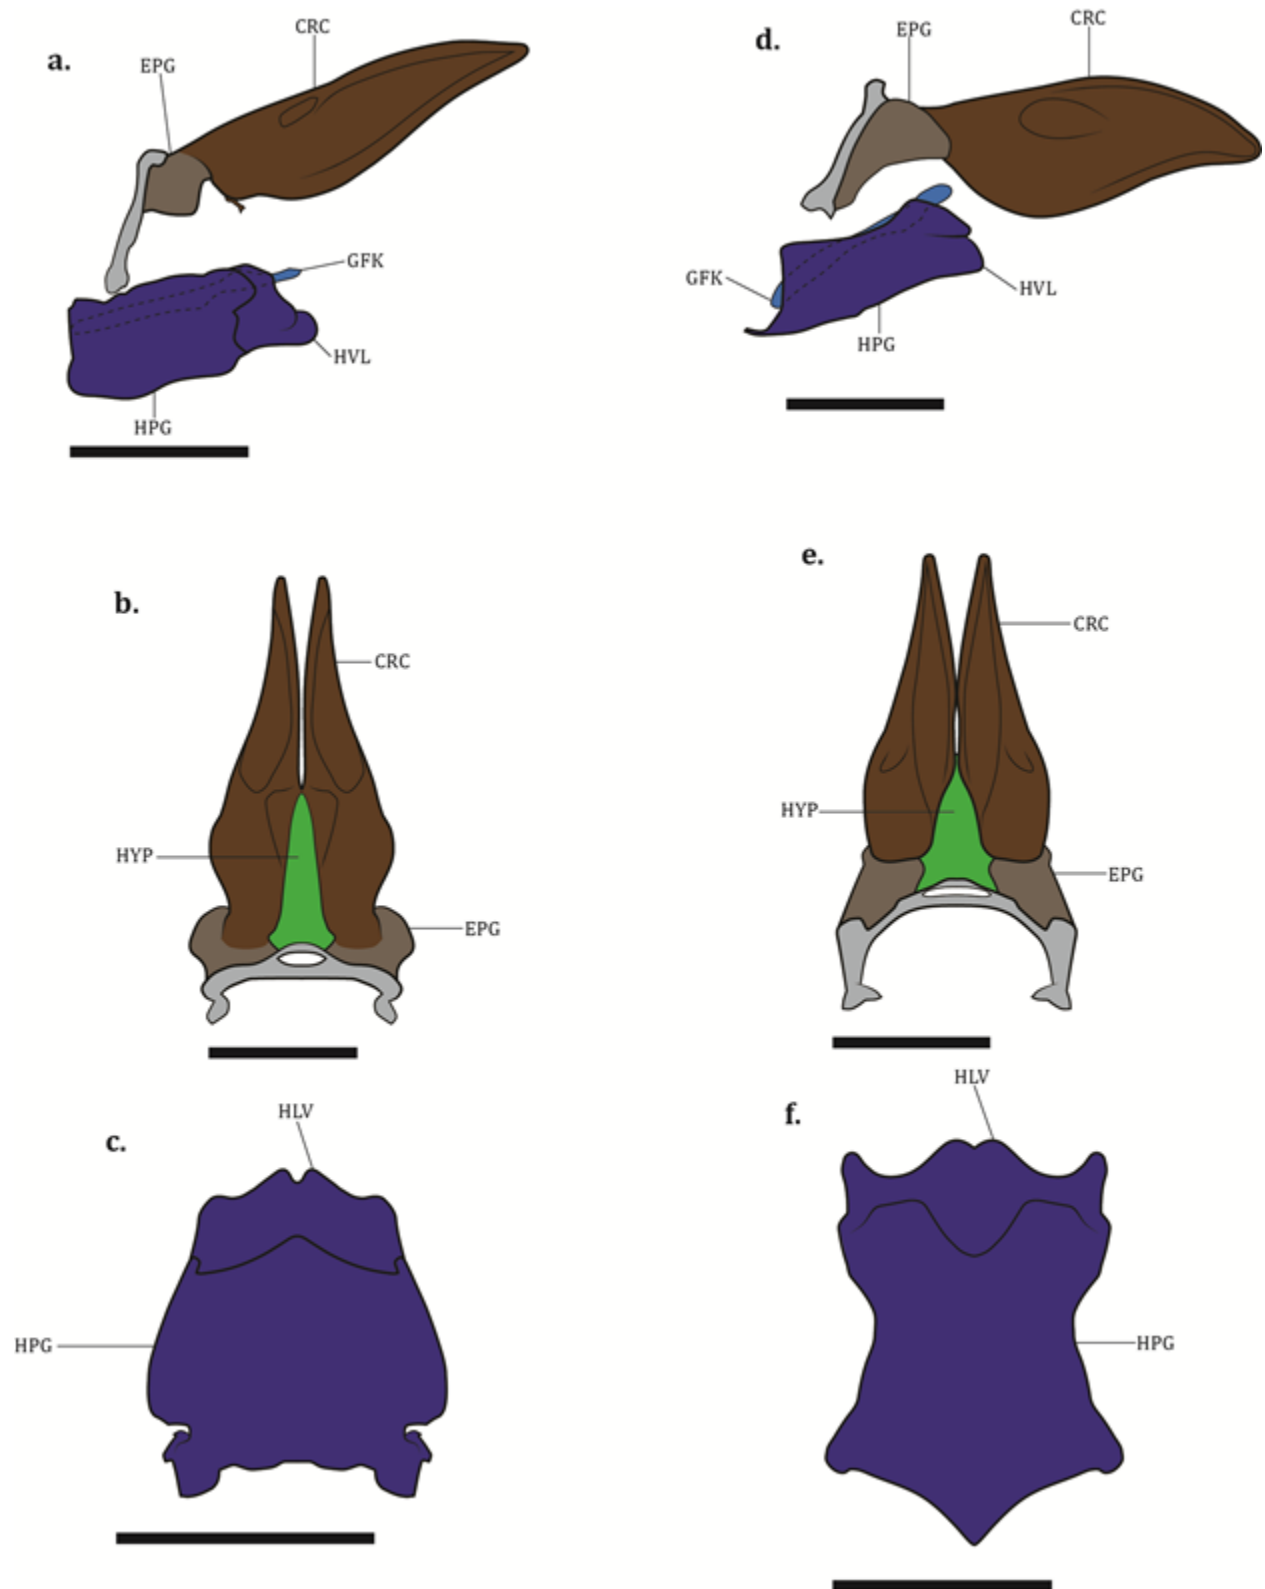 a.
CRC
EPG
GFK
HVL
HPG
d.
EPG
CRC
GFK
HVL
HPG
b.
CRC
HYP
EPG
e.
CRC
HYP
EPG
c.
HLV
HPG
f.
HLV
HPG